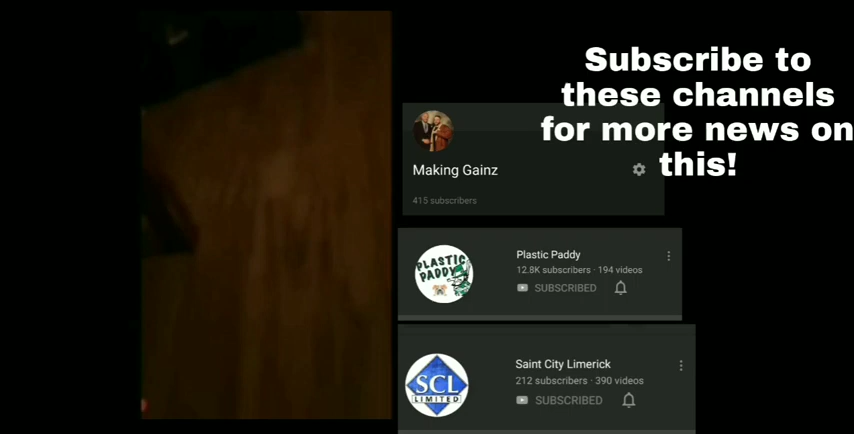 Subscribe to
these channels
for more news on
this!
Making Gainz
415 subscribers
PLASTIC
PADDY
Plastic Paddy
12.8K subscribers · 194 videos
SUBSCRIBED
SCL
LIMITED
Saint City Limerick
212 subscribers · 390 videos
SUBSCRIBED